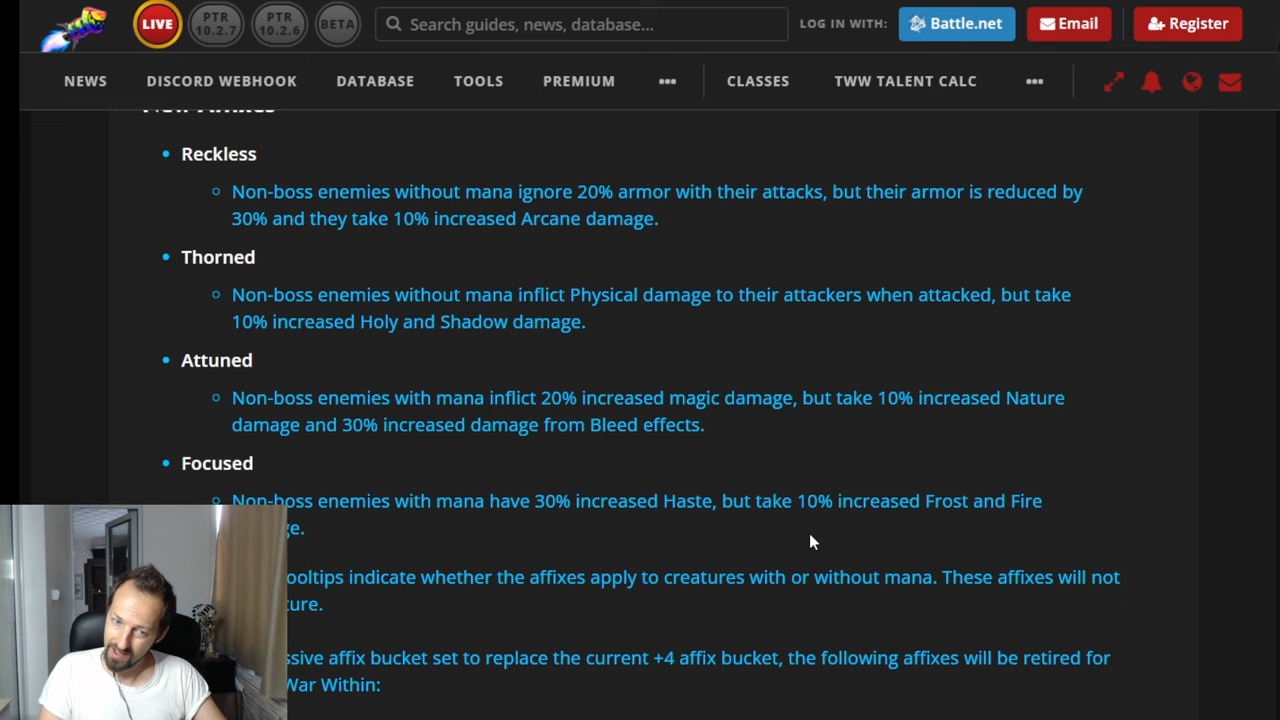 LIVE
PTR
10.2.7
PTR
10.2.6
BETA
Search guides, news, database...
LOG IN WITH:
Battle.net
Email
Register
NEWS
DISCORD WEBHOOK
DATABASE
TOOLS
PREMIUM
•••
CLASSES
TWW TALENT CALC
•••
New Affixes
• Reckless
Non-boss enemies without mana ignore 20% armor with their attacks, but their armor is reduced by
30% and they take 10% increased Arcane damage.
• Thorned
Non-boss enemies without mana inflict Physical damage to their attackers when attacked, but take
10% increased Holy and Shadow damage.
• Attuned
Non-boss enemies with mana inflict 20% increased magic damage, but take 10% increased Nature
damage and 30% increased damage from Bleed effects.
• Focused
Non-boss enemies with mana have 30% increased Haste, but take 10% increased Frost and Fire
ge.
ooltips indicate whether the affixes apply to creatures with or without mana. These affixes will not
ture.
ssive affix bucket set to replace the current +4 affix bucket, the following affixes will be retired for
War Within: